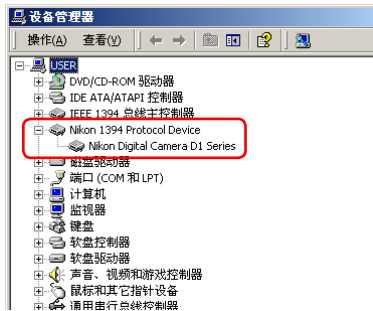 设备管理器
操作(A) 查看(V)
USER
DVD/CD-ROM 驱动器
IDE ATA/ATAPI 控制器
IEEE 1394 总线主控制器
Nikon 1394 Protocol Device
Nikon Digital Camera D1 Series
磁盘驱动器
端口 (COM 和 LPT)
计算机
监视器
键盘
软盘控制器
软盘驱动器
声音、视频和游戏控制器
鼠标和其它指针设备
通用串行总线控制器